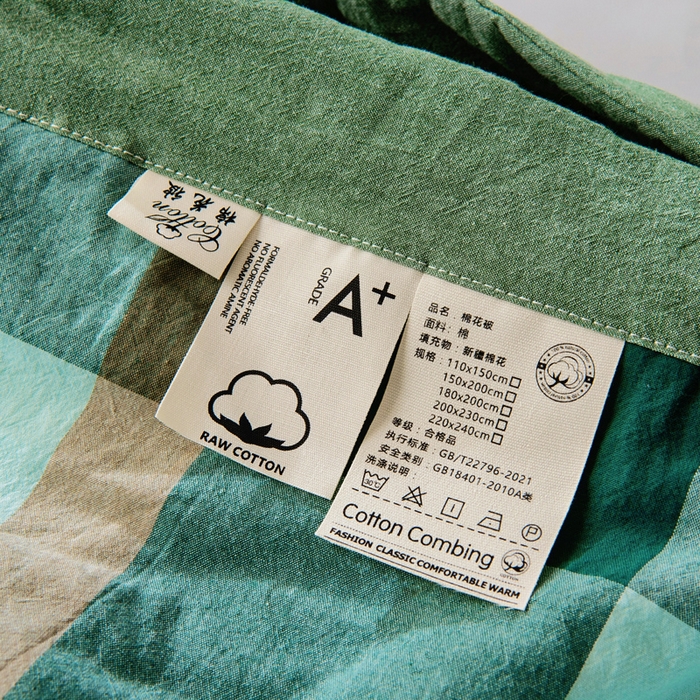 Cotton
棉花被
FORMALDEHYDE-FREE
NO FLUORESCENT AGENT
NO AROMATIC AMINE
GRADE
A+
RAW COTTON
品名：棉花被
面料：棉
填充物：新疆棉花
规格：110x150cm□
150x200cm□
180x200cm□
200x230cm□
220x240cm□
等级：合格品
执行标准：GB/T22796-2021
安全类别：GB18401-2010A类
洗涤说明：
30℃
P
Cotton Combing
COTTON
FASHION CLASSIC COMFORTABLE WARM